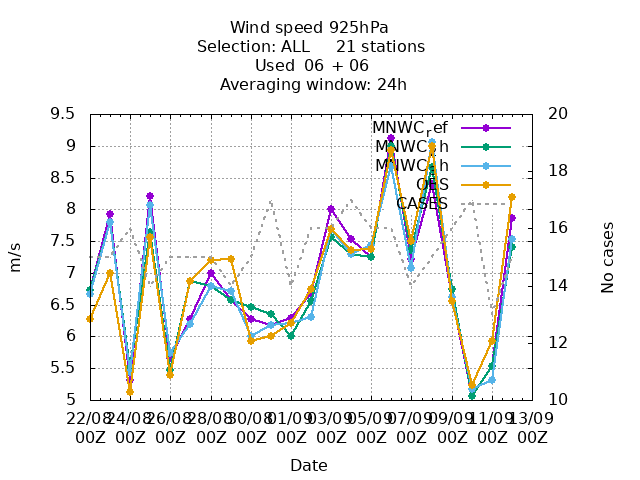 Wind speed 925hPa
Selection: ALL 21 stations
Used 06 + 06
Averaging window: 24h
9.5
9
8.5
8
7.5
7
6.5
6
5.5
5
m/s
20
18
16
14
12
10
No cases
MNWC_ref
CASES
22/08 24/08 26/08 28/08 30/08 01/09 03/09 05/09 07/09 09/09 11/09 13/09
00Z 00Z 00Z 00Z 00Z 00Z 00Z 00Z 00Z 00Z 00Z 00Z
Date